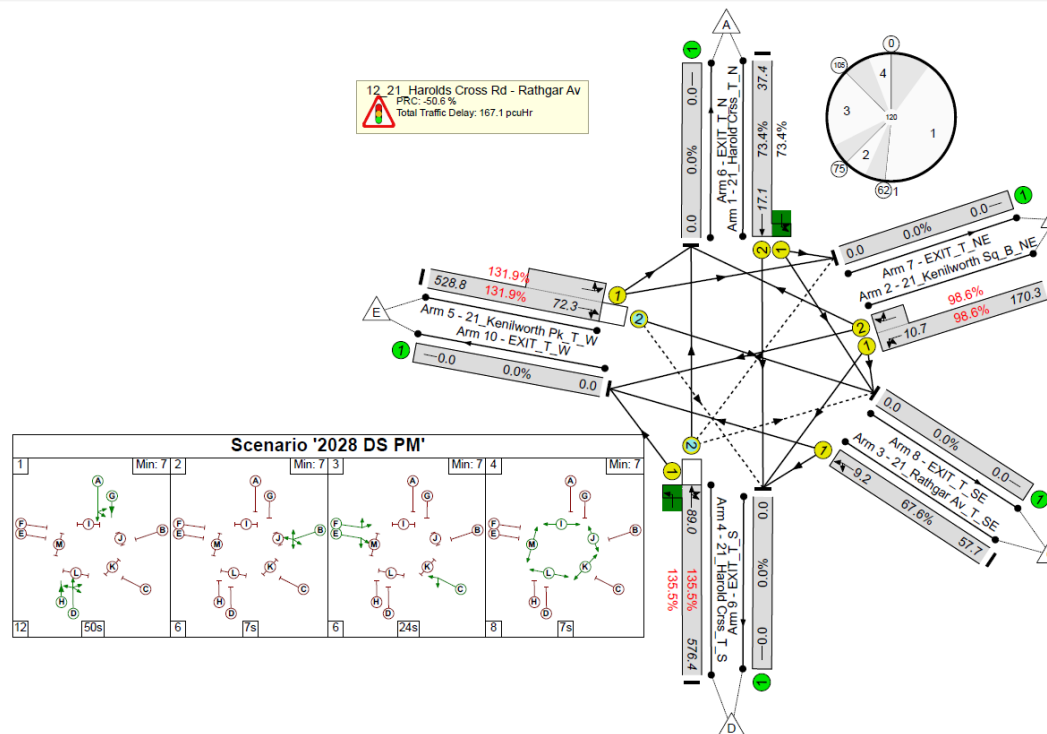 A
12_21_Harolds Cross Rd - Rathgar Av
PRC: -50.6 %
Total Traffic Delay: 167.1 pcuHr
1
0.0
0.0%
0.0
Arm 6 - EXIT_T_N
Arm 1 - 21_Harold Crss_T_N
37.4
73.4%
17.1
73.4%
2
1
0
105
4
3
120
1
2
75
62
1
1
0.0
0.0%
0.0
Arm 7 - EXIT_T_NE
Arm 2 - 21_Kenilworth Sq_B_NE
98.6%
98.6%
170.3
10.7
2
1
131.9%
528.8
131.9%
72.3
1
2
E
Arm 5 - 21_Kenilworth Pk_T_W
Arm 10 - EXIT_T_W
1
0.0
0.0%
0.0
0.0
0.0%
0.0
Arm 8 - EXIT_T_SE
Arm 3 - 21_Rathgar Av_T_SE
1
1
9.2
67.6%
57.7
2
1
69.0
135.5%
135.5%
576.4
Arm 4 - 21_Harold Crss_T_S
Arm 9 - EXIT_T_S
0.0
0.0%
0.0
1
D
Scenario '2028 DS PM'
1
Min: 7
2
Min: 7
3
Min: 7
4
Min: 7
A
G
I
F
E
M
J
B
K
L
C
H
D
A
G
I
F
E
M
J
B
K
L
C
H
D
A
G
I
F
E
M
J
B
K
L
C
H
D
A
G
I
F
E
M
J
B
K
L
C
H
D
12
50s
6
7s
6
24s
8
7s